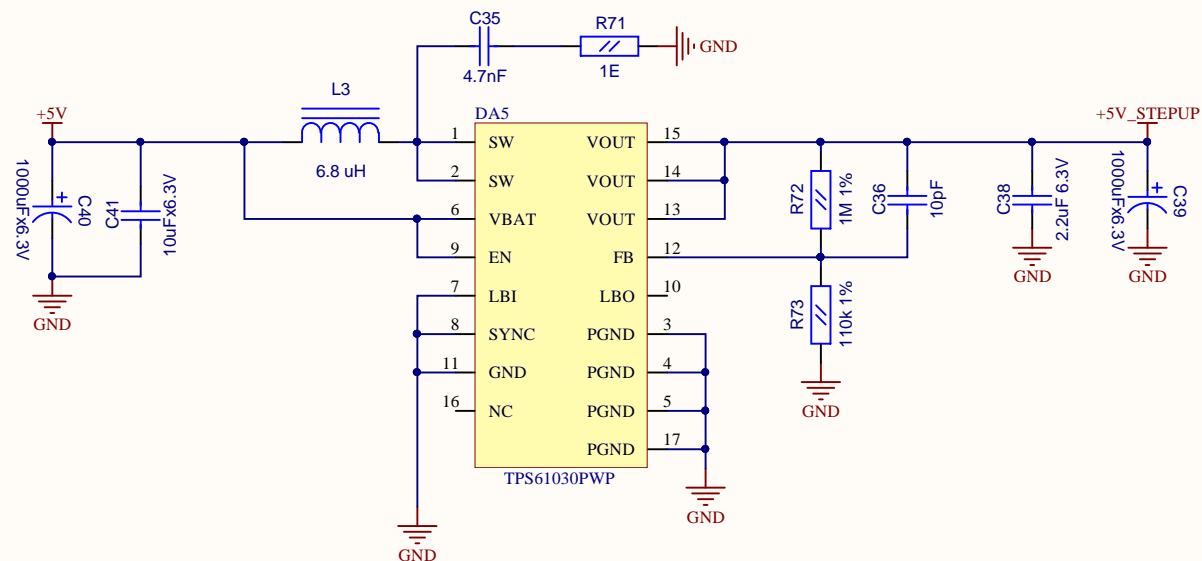 C35
4.7nF
R71
1E
GND
L3
6.8 uH
+5V
1000uFx6.3V
C40
C41
10uFx6.3V
GND
DA5
1 SW VOUT 15
2 SW VOUT 14
6 VBAT VOUT 13
9 EN FB 12
7 LBI LBO 10
8 SYNC PGND 3
11 GND PGND 4
16 NC PGND 5
PGND 17
TPS61030PWP
GND
GND
R72
1M 1%
C36
10pF
R73
110k 1%
GND
C38
2.2uF 6.3V
GND
+5V_STEPUP
+
1000uFx6.3V
C39
GND
+